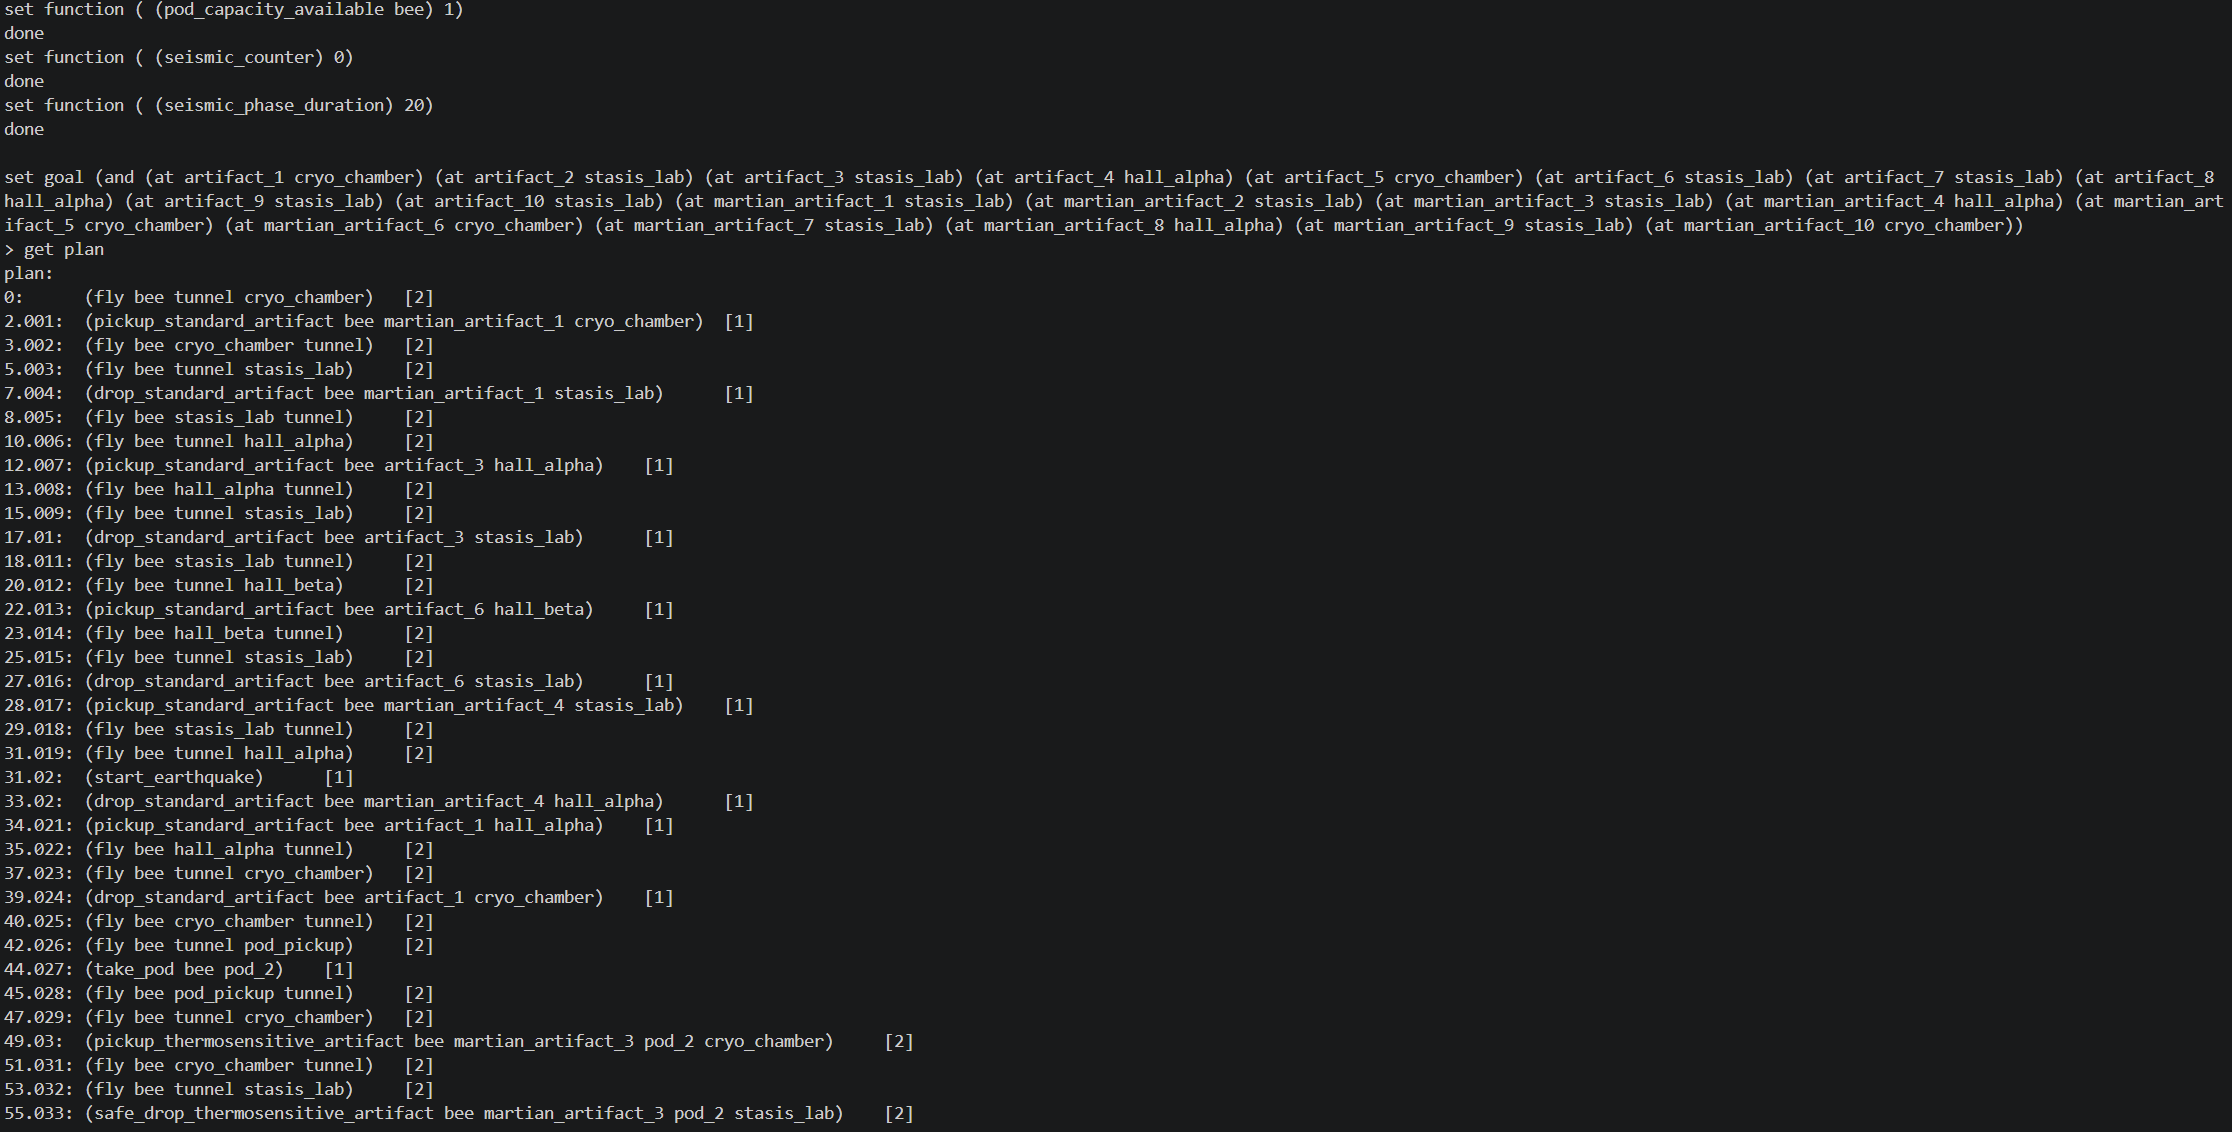 set function ( (pod_capacity_available bee) 1)
done
set function ( (seismic_counter) 0)
done
set function ( (seismic_phase_duration) 20)
done
set goal (and (at artifact_1 cryo_chamber) (at artifact_2 stasis_lab) (at artifact_3 stasis_lab) (at artifact_4 hall_alpha) (at artifact_5 cryo_chamber) (at artifact_6 stasis_lab) (at artifact_7 stasis_lab) (at artifact_8
hall_alpha) (at artifact_9 stasis_lab) (at artifact_10 stasis_lab) (at martian_artifact_1 stasis_lab) (at martian_artifact_2 stasis_lab) (at martian_artifact_3 stasis_lab) (at martian_artifact_4 hall_alpha) (at martian_art
ifact_5 cryo_chamber) (at martian_artifact_6 cryo_chamber) (at martian_artifact_7 stasis_lab) (at martian_artifact_8 hall_alpha) (at martian_artifact_9 stasis_lab) (at martian_artifact_10 cryo_chamber))
> get plan
plan:
0:      (fly bee tunnel cryo_chamber)   [2]
2.001:  (pickup_standard_artifact bee martian_artifact_1 cryo_chamber)  [1]
3.002:  (fly bee cryo_chamber tunnel)   [2]
5.003:  (fly bee tunnel stasis_lab)     [2]
7.004:  (drop_standard_artifact bee martian_artifact_1 stasis_lab)      [1]
8.005:  (fly bee stasis_lab tunnel)     [2]
10.006: (fly bee tunnel hall_alpha)     [2]
12.007: (pickup_standard_artifact bee artifact_3 hall_alpha)    [1]
13.008: (fly bee hall_alpha tunnel)     [2]
15.009: (fly bee tunnel stasis_lab)     [2]
17.01:  (drop_standard_artifact bee artifact_3 stasis_lab)      [1]
18.011: (fly bee stasis_lab tunnel)     [2]
20.012: (fly bee tunnel hall_beta)      [2]
22.013: (pickup_standard_artifact bee artifact_6 hall_beta)     [1]
23.014: (fly bee hall_beta tunnel)      [2]
25.015: (fly bee tunnel stasis_lab)     [2]
27.016: (drop_standard_artifact bee artifact_6 stasis_lab)      [1]
28.017: (pickup_standard_artifact bee martian_artifact_4 stasis_lab)    [1]
29.018: (fly bee stasis_lab tunnel)     [2]
31.019: (fly bee tunnel hall_alpha)     [2]
31.02:  (start_earthquake)      [1]
33.02:  (drop_standard_artifact bee martian_artifact_4 hall_alpha)      [1]
34.021: (pickup_standard_artifact bee artifact_1 hall_alpha)    [1]
35.022: (fly bee hall_alpha tunnel)     [2]
37.023: (fly bee tunnel cryo_chamber)   [2]
39.024: (drop_standard_artifact bee artifact_1 cryo_chamber)    [1]
40.025: (fly bee cryo_chamber tunnel)   [2]
42.026: (fly bee tunnel pod_pickup)     [2]
44.027: (take_pod bee pod_2)    [1]
45.028: (fly bee pod_pickup tunnel)     [2]
47.029: (fly bee tunnel cryo_chamber)   [2]
49.03:  (pickup_thermosensitive_artifact bee martian_artifact_3 pod_2 cryo_chamber)     [2]
51.031: (fly bee cryo_chamber tunnel)   [2]
53.032: (fly bee tunnel stasis_lab)     [2]
55.033: (safe_drop_thermosensitive_artifact bee martian_artifact_3 pod_2 stasis_lab)    [2]